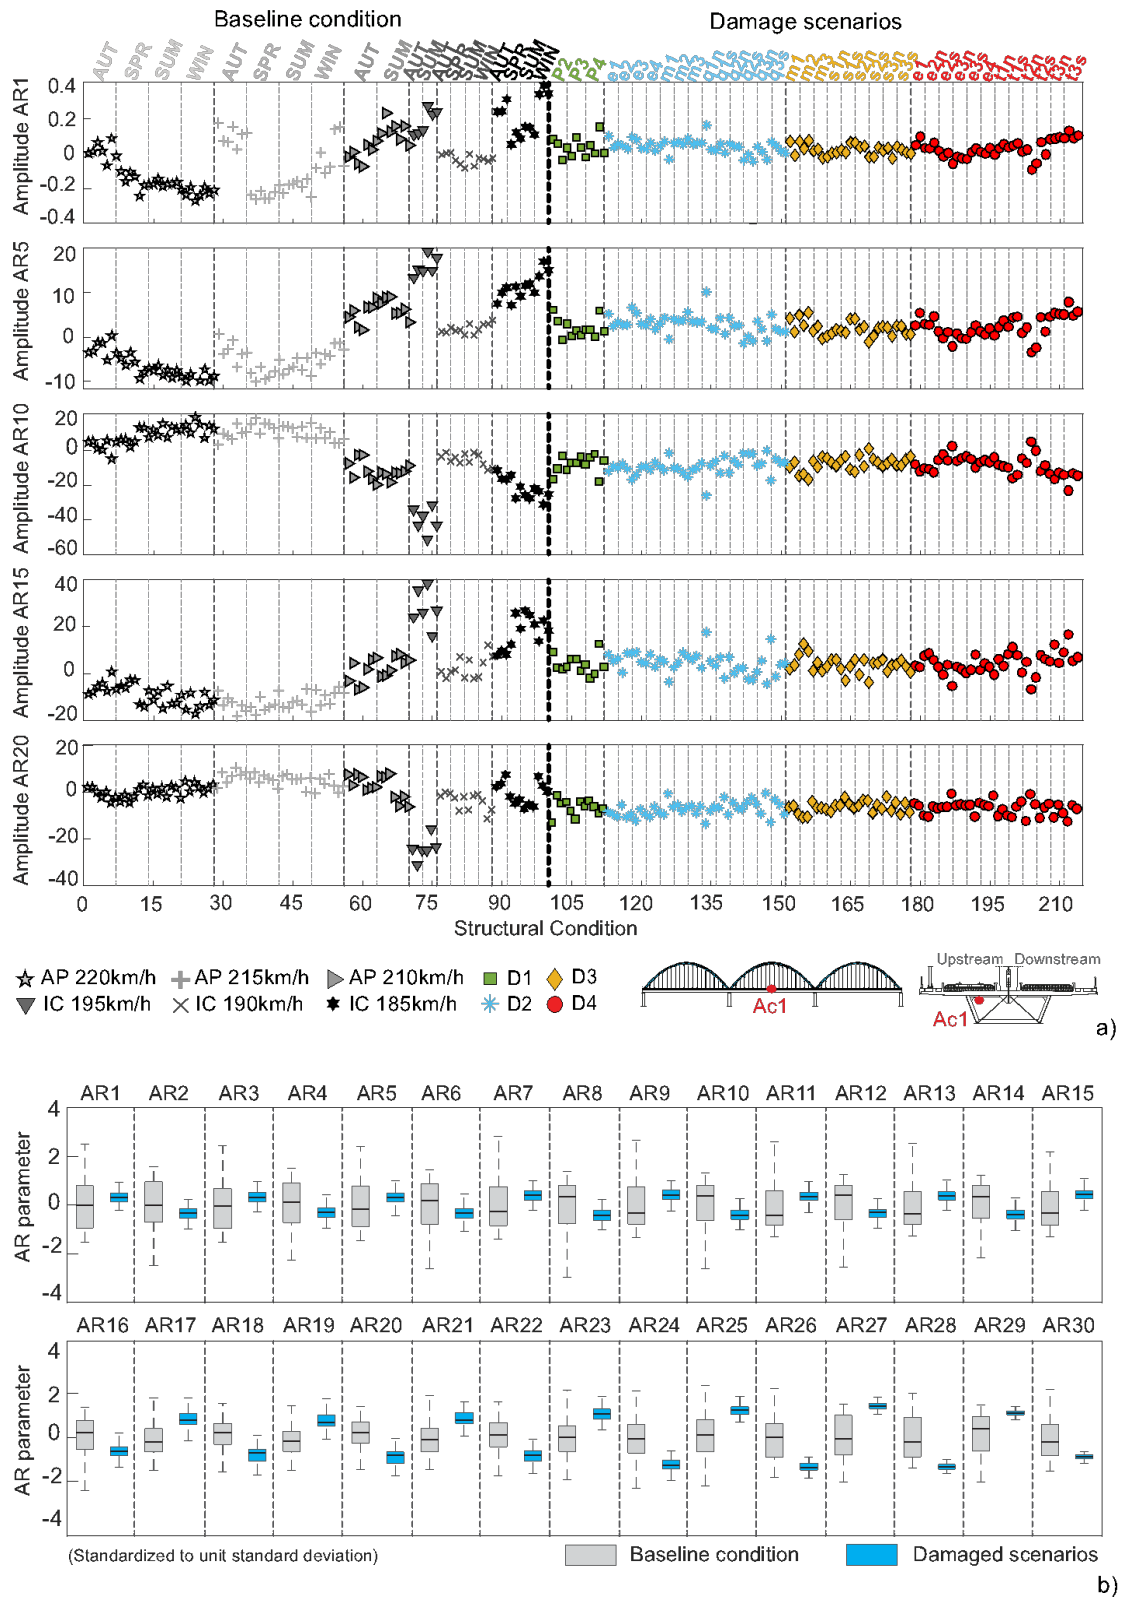 Baseline condition Damage scenarios
AUT SPR SUM WIN AUT SPR SUM WIN AUT SUM AUT SUM AUT SPR SUM WIN AUT SPR SUM WIN P2 P3 P4
Amplitude AR1
0.4
0.2
0
-0.2
-0.4
Amplitude AR5
20
10
0
-10
Amplitude AR10
20
0
-20
-40
-60
Amplitude AR15
40
20
0
-20
Amplitude AR20
20
0
-20
-40
0 15 30 45 60 75 90 105 120 135 150 165 180 195 210
Structural Condition
AP 220km/h AP 215km/h AP 210km/h D1 D3
IC 195km/h IC 190km/h IC 185km/h D2 D4
Ac1
Upstream Downstream
Ac1
a)
AR1 AR2 AR3 AR4 AR5 AR6 AR7 AR8 AR9 AR10 AR11 AR12 AR13 AR14 AR15
AR parameter
4
2
0
-2
-4
AR16 AR17 AR18 AR19 AR20 AR21 AR22 AR23 AR24 AR25 AR26 AR27 AR28 AR29 AR30
AR parameter
4
2
0
-2
-4
(Standardized to unit standard deviation) Baseline condition Damaged scenarios
b)